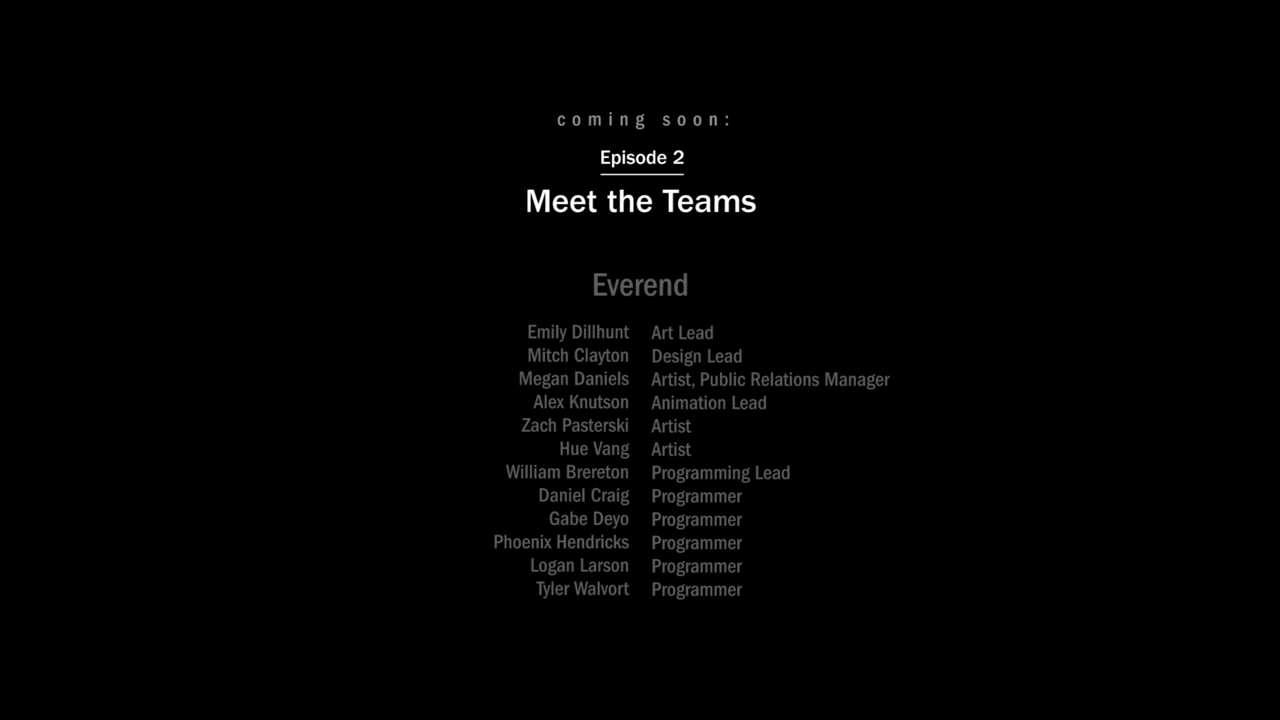 coming soon:
Episode 2
Meet the Teams
Everend
Emily Dillhunt Art Lead
Mitch Clayton Design Lead
Megan Daniels Artist, Public Relations Manager
Alex Knutson Animation Lead
Zach Pasterski Artist
Hue Vang Artist
William Brereton Programming Lead
Daniel Craig Programmer
Gabe Deyo Programmer
Phoenix Hendricks Programmer
Logan Larson Programmer
Tyler Walvort Programmer